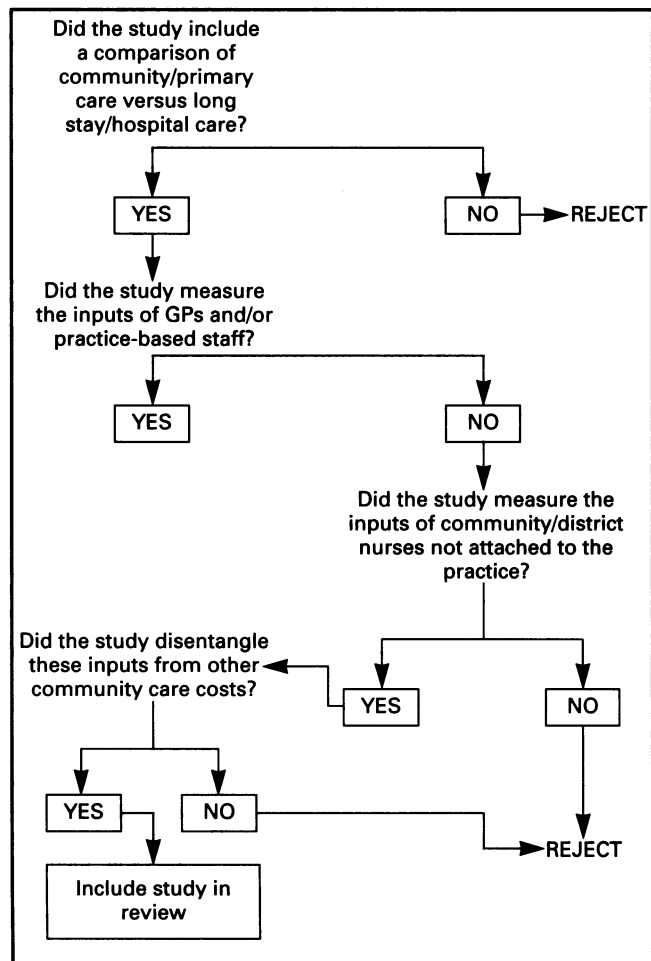 Did the study include
a comparison of
community/primary
care versus long
stay/hospital care?
YES
NO
REJECT
Did the study measure
the inputs of GPs and/or
practice-based staff?
YES
NO
Did the study measure the
inputs of community/district
nurses not attached to the
practice?
Did the study disentangle
these inputs from other
community care costs?
YES
NO
YES
NO
REJECT
Include study in
review